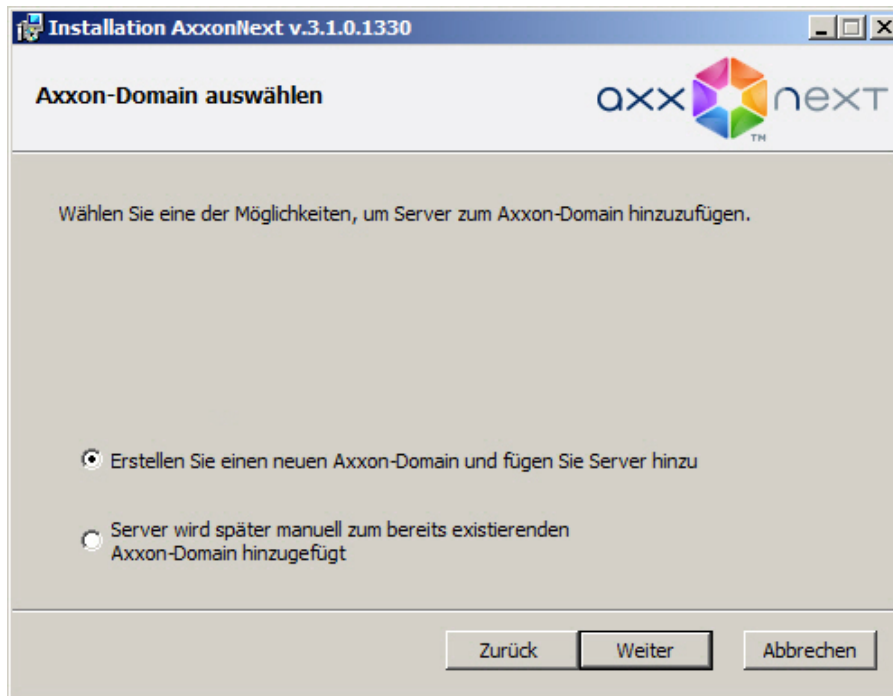 Installation AxxonNext v.3.1.0.1330
Axxon-Domain auswählen
axx next
TM
Wählen Sie eine der Möglichkeiten, um Server zum Axxon-Domain hinzuzufügen.
Erstellen Sie einen neuen Axxon-Domain und fügen Sie Server hinzu
Server wird später manuell zum bereits existierenden
Axxon-Domain hinzugefügt
Zurück Weiter Abbrechen